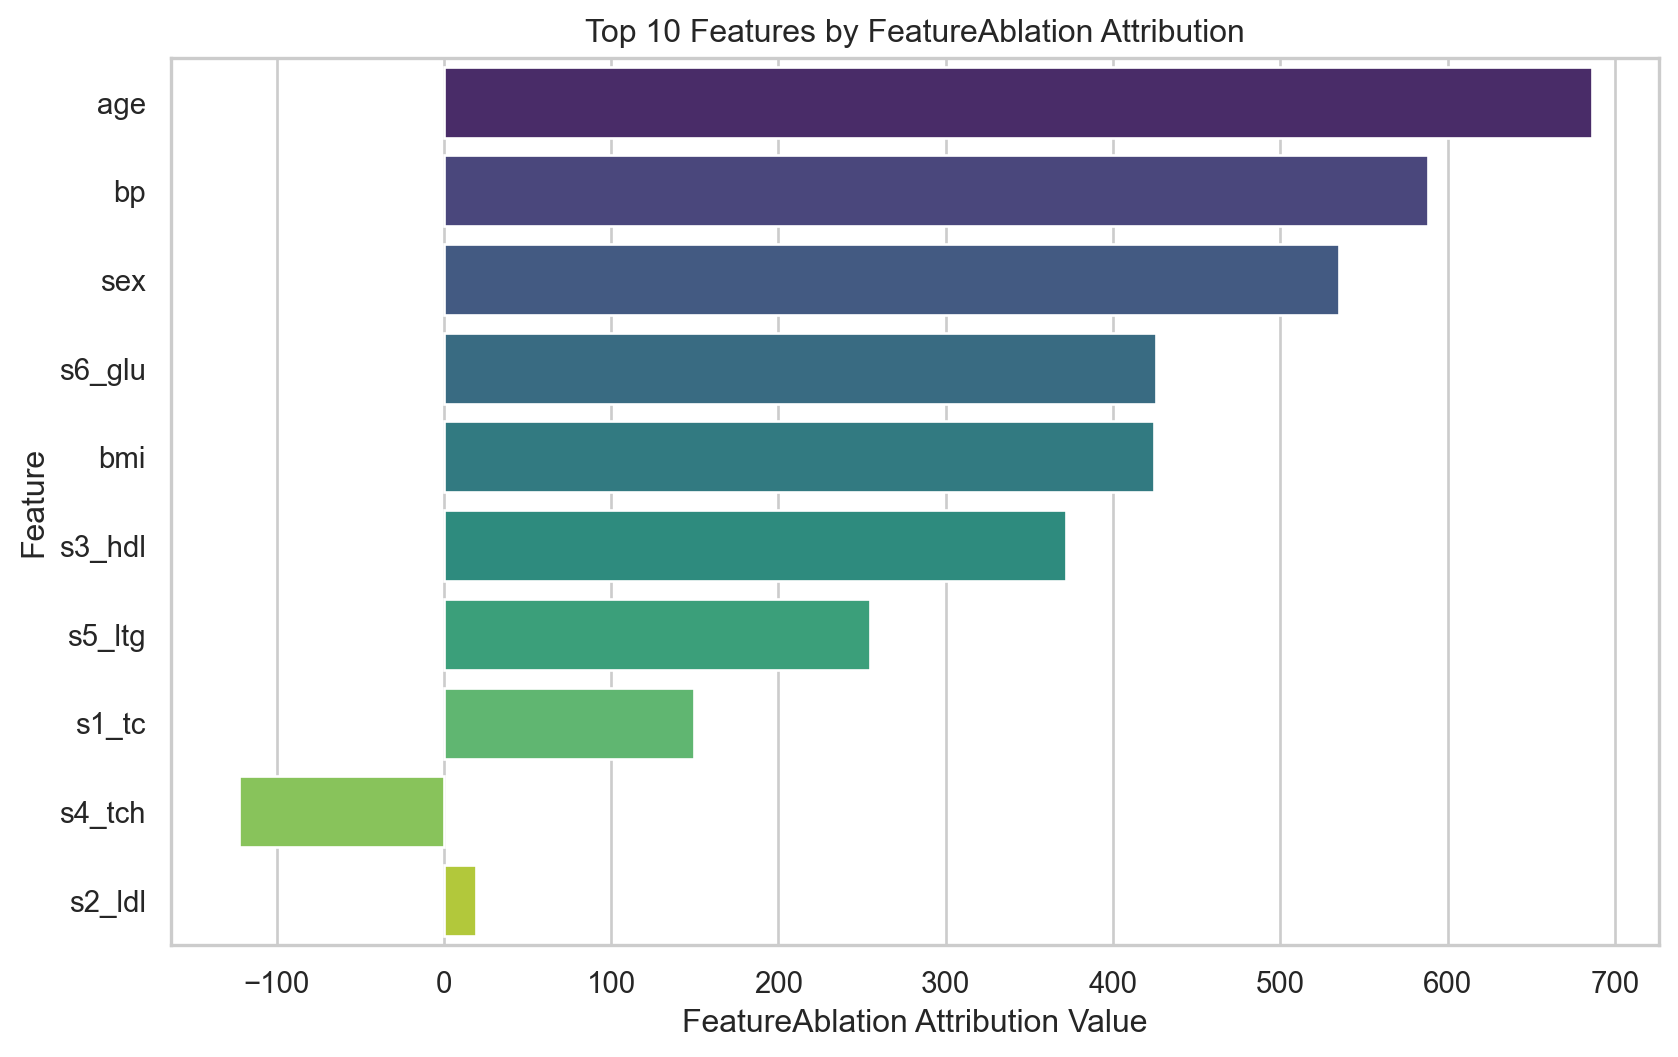 Top 10 Features by FeatureAblation Attribution
Feature
age
bp
sex
s6_glu
bmi
s3_hdl
s5_ltg
s1_tc
s4_tch
s2_ldl
−100 0 100 200 300 400 500 600 700
FeatureAblation Attribution Value